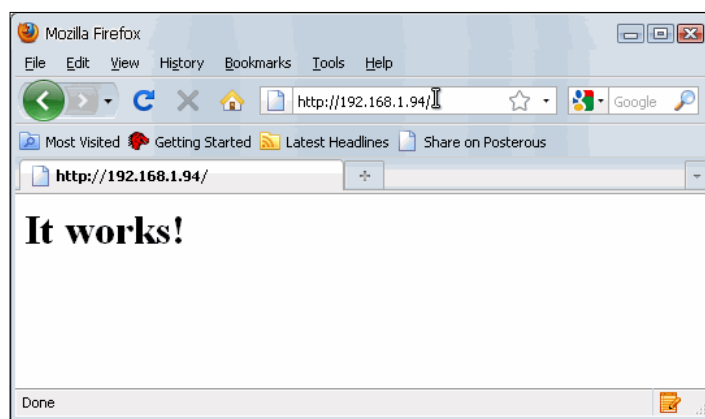 Mozilla Firefox
File Edit View History Bookmarks Tools Help
http://192.168.1.94/ Google
Most Visited Getting Started Latest Headlines Share on Posterous
http://192.168.1.94/
It works!
Done